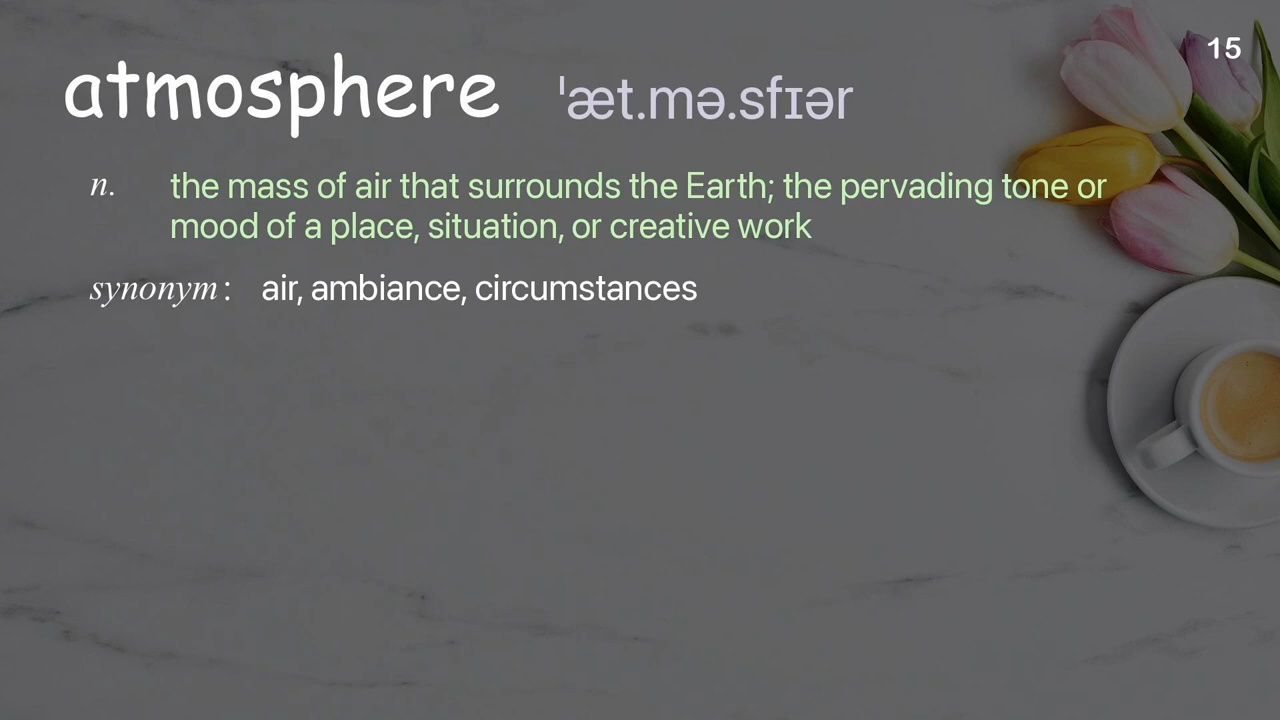 15
atmosphere ˈæt.mə.sfɪər
n. the mass of air that surrounds the Earth; the pervading tone or
mood of a place, situation, or creative work
synonym: air, ambiance, circumstances